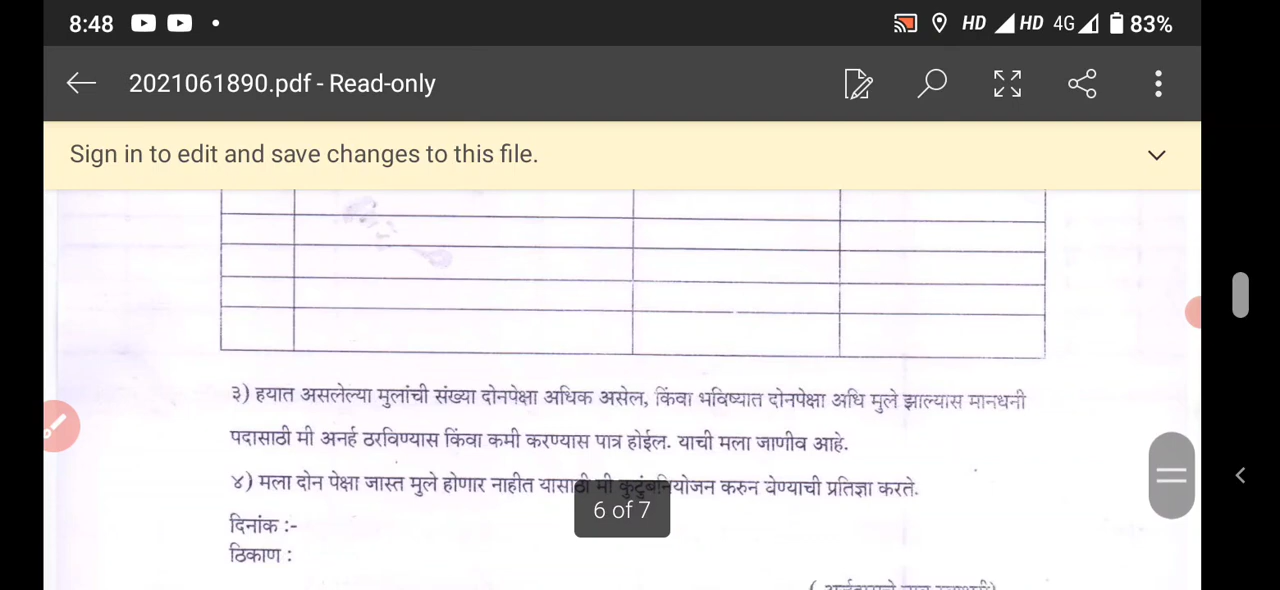 8:48 HD HD 4G 83%
2021061890.pdf - Read-only
Sign in to edit and save changes to this file.
३) हयात असलेल्या मुलांची संख्या दोनपेक्षा अधिक असेल, किंवा भविष्यात दोनपेक्षा अधि मुले झाल्यास मानधनी
पदासाठी मी अनर्ह ठरविण्यास किंवा कमी करण्यास पात्र होईल. याची मला जाणीव आहे.
४) मला दोन पेक्षा जास्त मुले होणार नाहीत यासाठी मी कुटुंबनियोजन करुन घेण्याची प्रतिज्ञा करते.
6 of 7
दिनांक :-
ठिकाण :